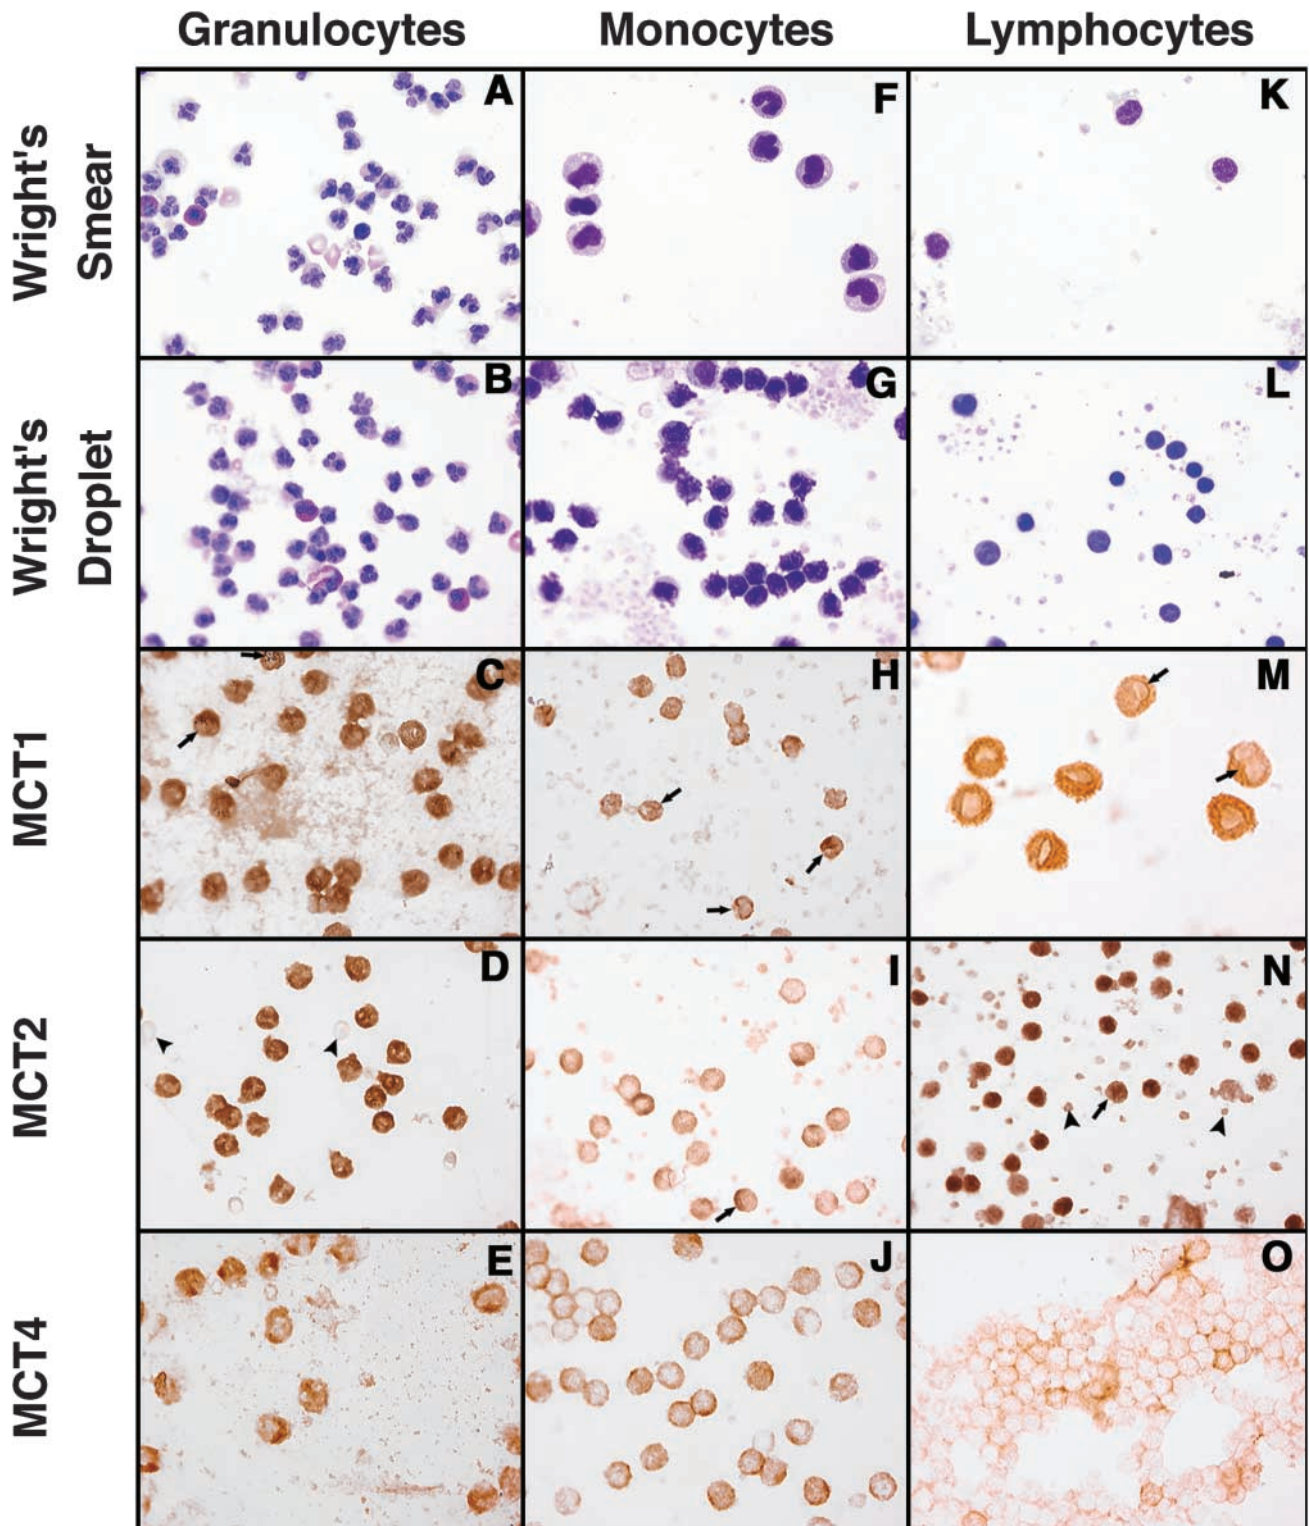 Granulocytes Monocytes Lymphocytes
Wright's
Smear
A F K
Wright's
Droplet
B G L
MCT1
C H M
MCT2
D I N
MCT4
E J O